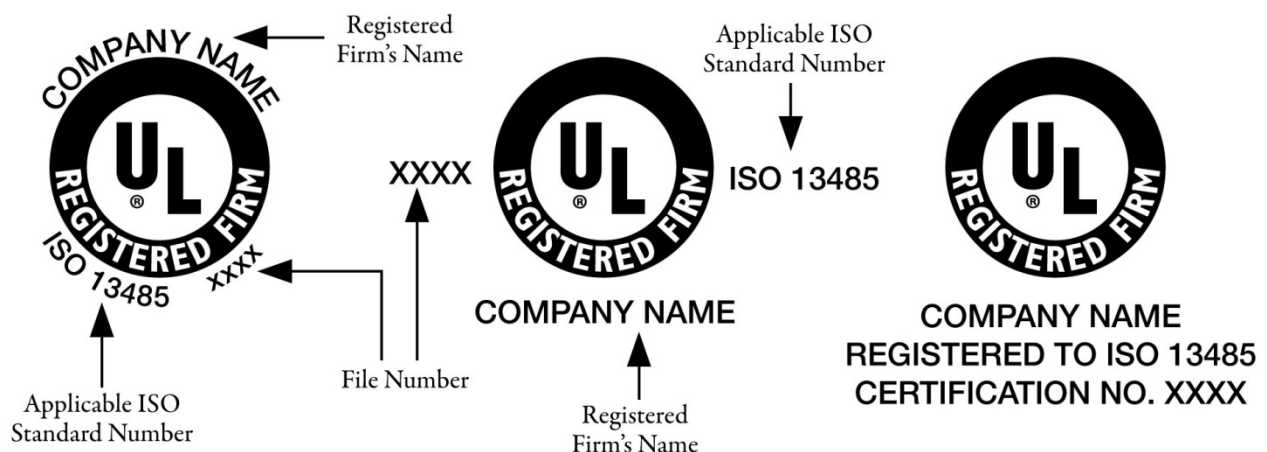 Registered
Firm's Name
COMPANY NAME
UL
®
REGISTERED FIRM
ISO 13485
XXXX
Applicable ISO
Standard Number
File Number
Applicable ISO
Standard Number
XXXX
UL
®
REGISTERED FIRM
ISO 13485
COMPANY NAME
Registered
Firm's Name
UL
®
REGISTERED FIRM
COMPANY NAME
REGISTERED TO ISO 13485
CERTIFICATION NO. XXXX